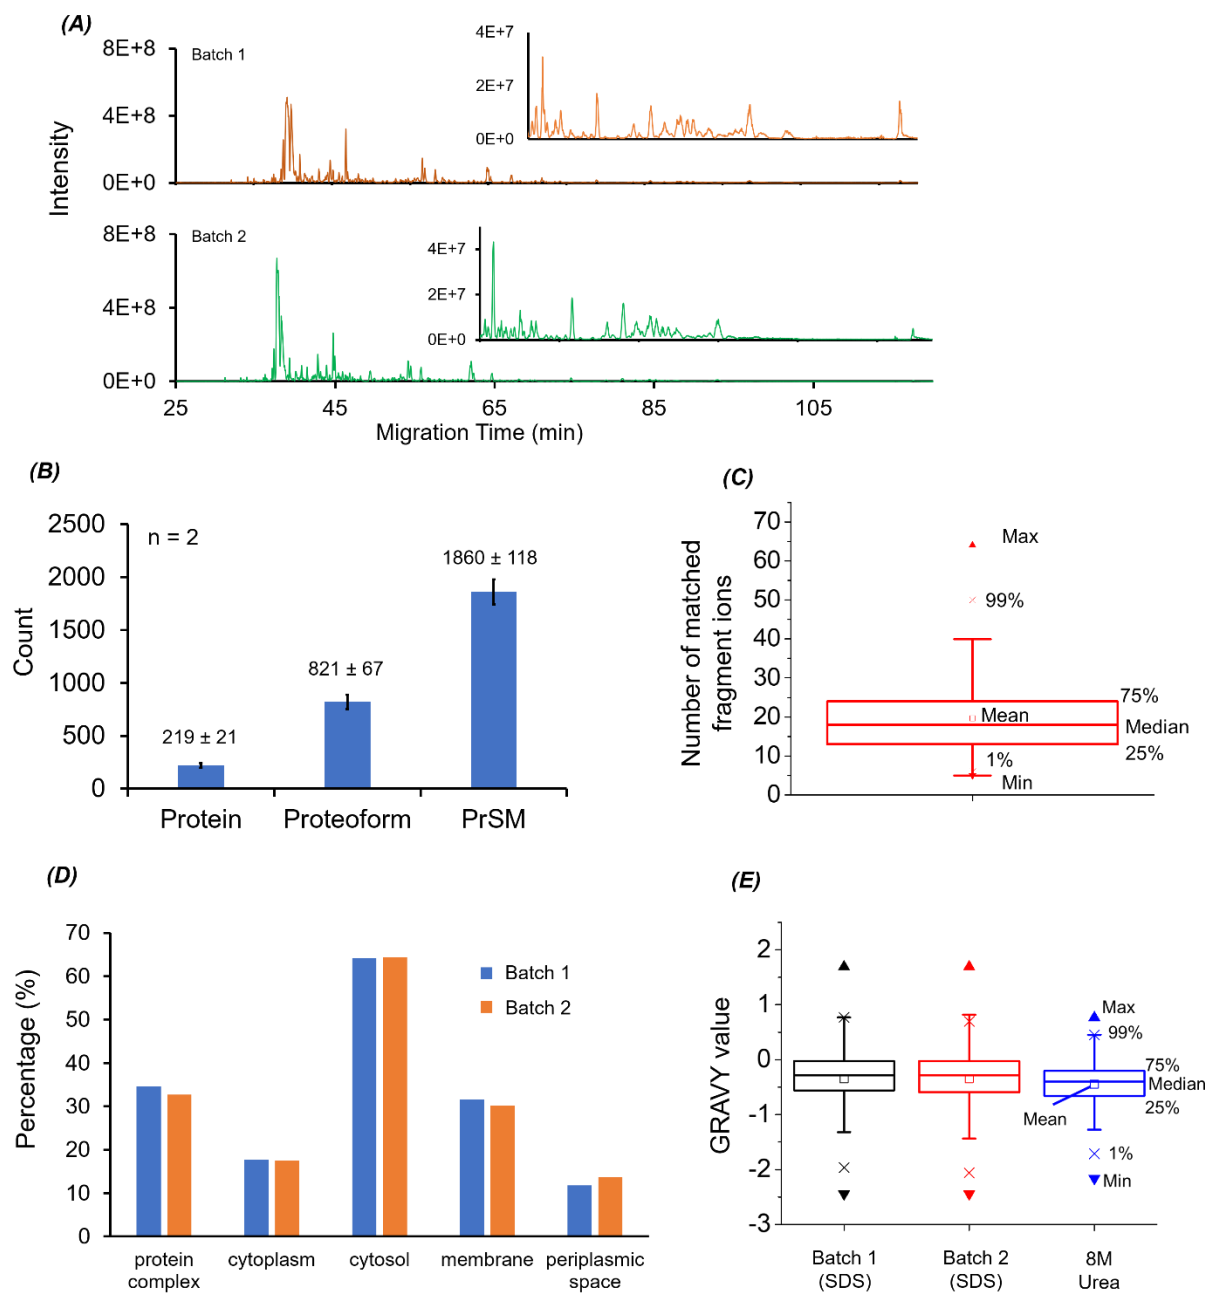 (A)
8E+8
4E+8
0E+0
Batch 1
4E+7
2E+7
0E+0
Intensity
8E+8
4E+8
0E+0
Batch 2
4E+7
2E+7
0E+0
25
45
65
85
105
Migration Time (min)
(B)
2500
2000
1500
1000
500
0
Count
n = 2
219 ± 21
821 ± 67
1860 ± 118
Protein
Proteoform
PrSM
(C)
70
60
50
40
30
20
10
0
Number of matched
fragment ions
Max
99%
75%
Mean
Median
25%
1%
Min
(D)
70
60
50
40
30
20
10
0
Percentage (%)
Batch 1
Batch 2
protein
complex
cytoplasm
cytosol
membrane
periplasmic
space
(E)
2
1
0
-1
-2
-3
GRAVY value
Max
99%
75%
Median
25%
Mean
1%
Min
Batch 1
(SDS)
Batch 2
(SDS)
8M
Urea